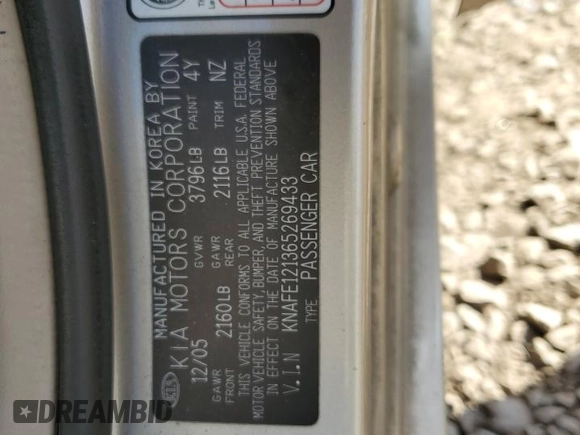 MANUFACTURED IN KOREA BY
KIA
KIA MOTORS CORPORATION
12/05 GVWR 3796LB PAINT 4Y
GAWR FRONT 2160LB GAWR REAR 2116LB TRIM NZ
THIS VEHICLE CONFORMS TO ALL APPLICABLE U.S.A. FEDERAL
MOTOR VEHICLE SAFETY, BUMPER, AND THEFT PREVENTION STANDARDS
IN EFFECT ON THE DATE OF MANUFACTURE SHOWN ABOVE
V.I.N KNAFE121365269433
TYPE PASSENGER CAR
DREAMBID